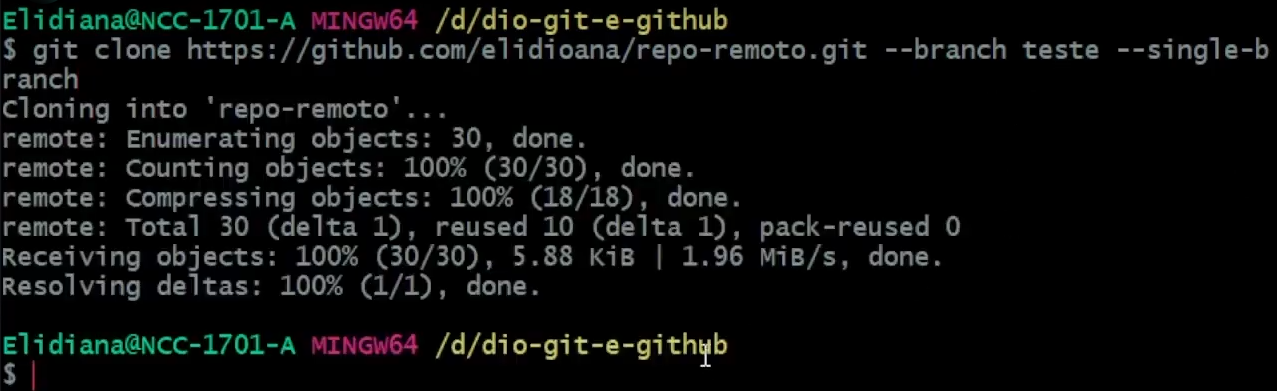 Elidiana@NCC-1701-A MINGW64 /d/dio-git-e-github
$ git clone https://github.com/elidioana/repo-remoto.git --branch teste --single-b
ranch
Cloning into 'repo-remoto'...
remote: Enumerating objects: 30, done.
remote: Counting objects: 100% (30/30), done.
remote: Compressing objects: 100% (18/18), done.
remote: Total 30 (delta 1), reused 10 (delta 1), pack-reused 0
Receiving objects: 100% (30/30), 5.88 KiB | 1.96 MiB/s, done.
Resolving deltas: 100% (1/1), done.
Elidiana@NCC-1701-A MINGW64 /d/dio-git-e-github
$